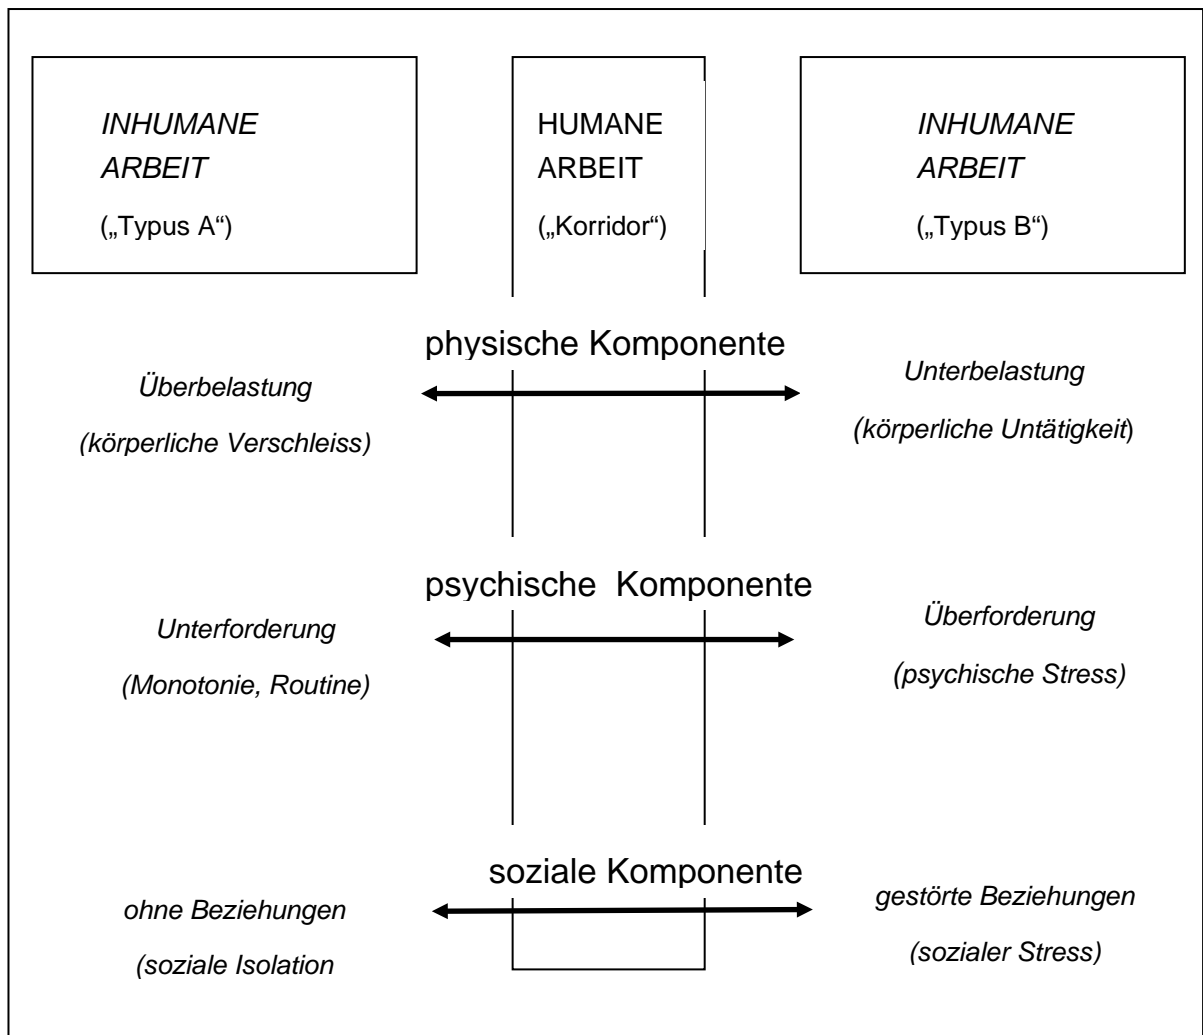 INHUMANE
ARBEIT
(„Typus A“)
HUMANE
ARBEIT
(„Korridor“)
INHUMANE
ARBEIT
(„Typus B“)
physische Komponente
Überbelastung
(körperliche Verschleiss)
Unterbelastung
(körperliche Untätigkeit)
psychische  Komponente
Unterforderung
(Monotonie, Routine)
Überforderung
(psychische Stress)
soziale Komponente
ohne Beziehungen
(soziale Isolation
gestörte Beziehungen
(sozialer Stress)